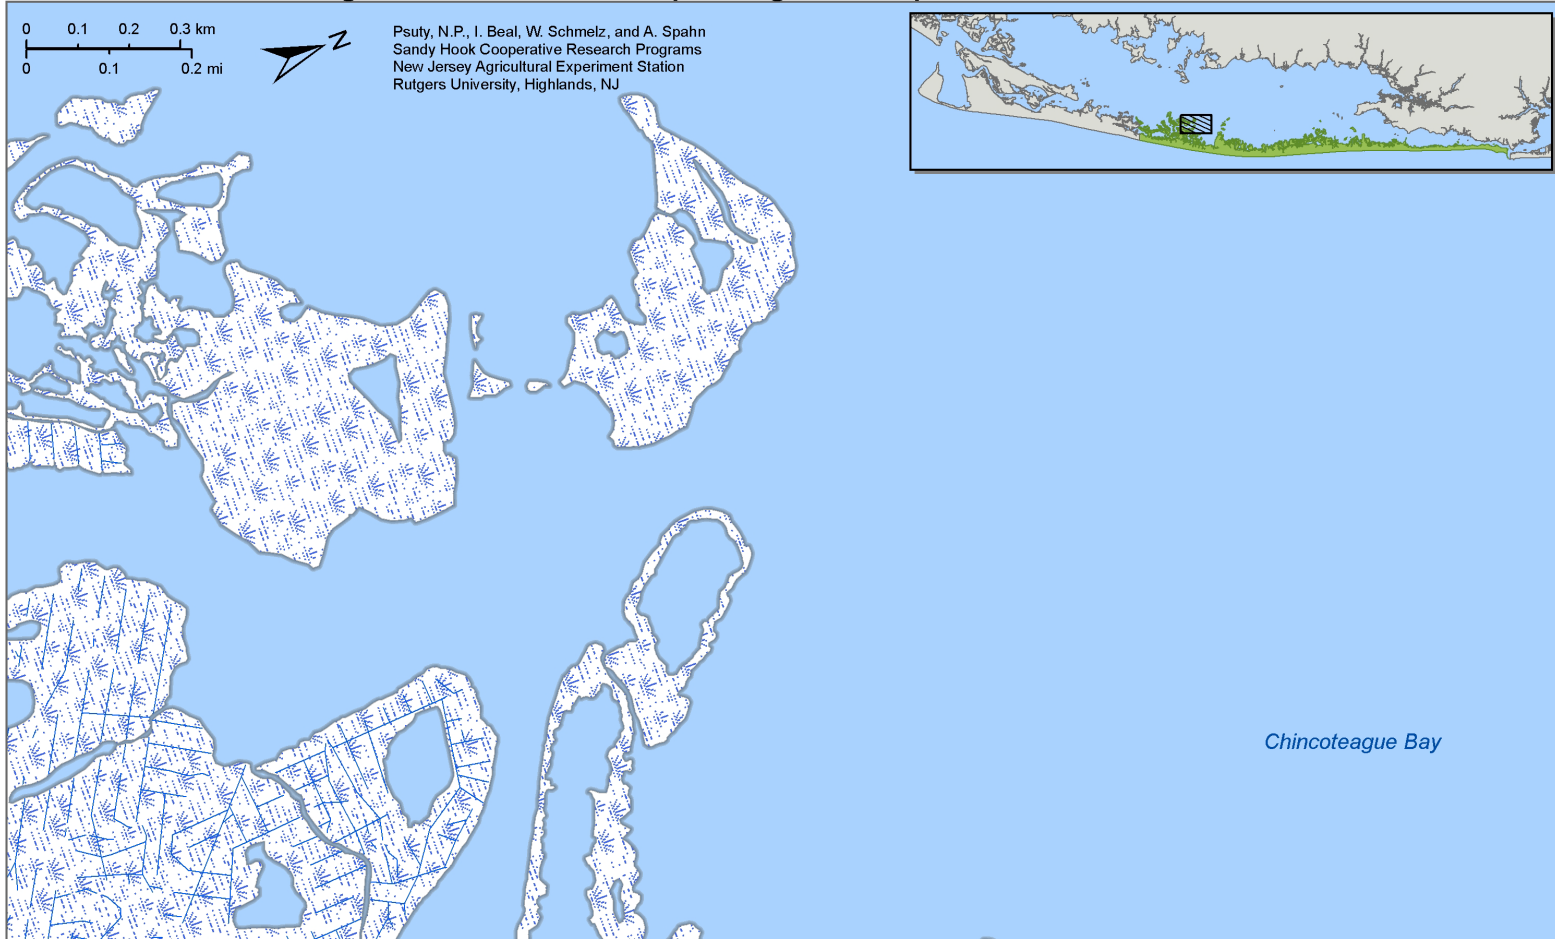 0 0.1 0.2 0.3 km
0 0.1 0.2 mi
N
Psuty, N.P., I. Beal, W. Schmelz, and A. Spahn
Sandy Hook Cooperative Research Programs
New Jersey Agricultural Experiment Station
Rutgers University, Highlands, NJ
Chincoteague Bay